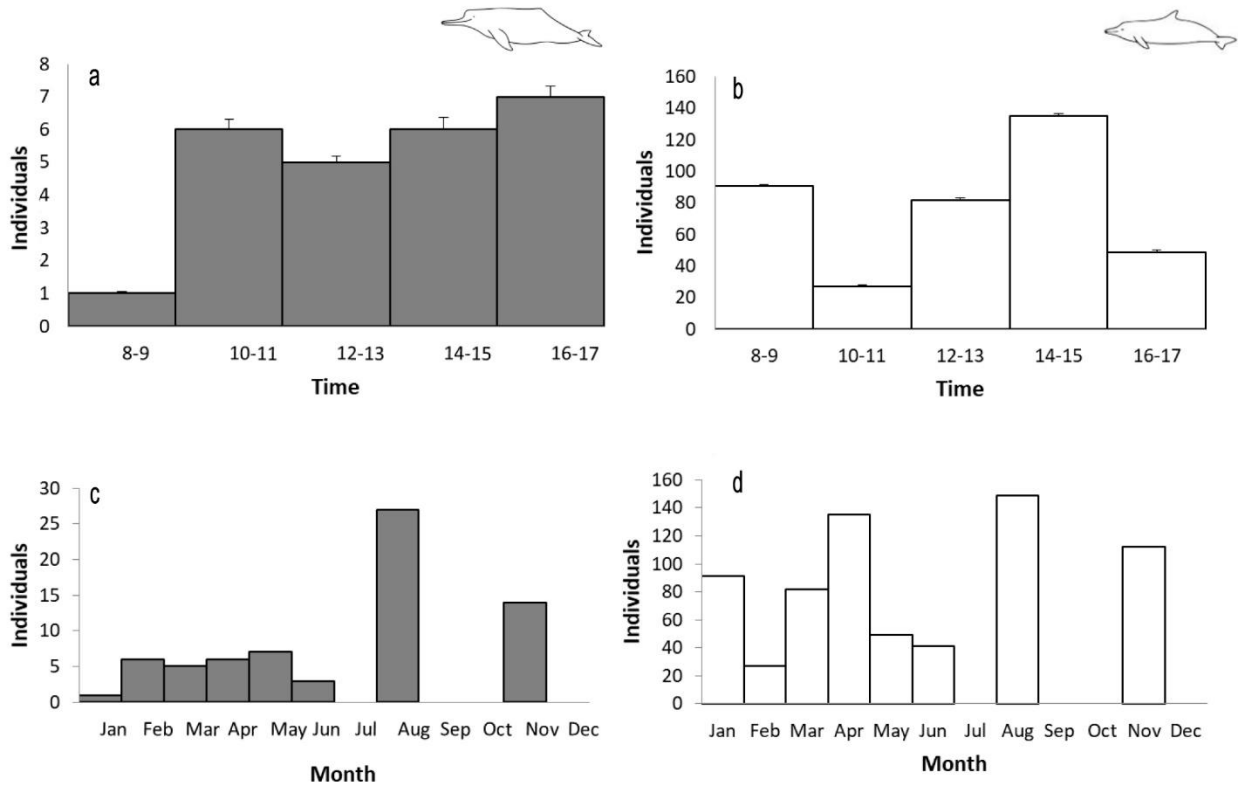 a
Individuals
8
7
6
5
4
3
2
1
0
8-9 10-11 12-13 14-15 16-17
Time
b
Individuals
160
140
120
100
80
60
40
20
0
8-9 10-11 12-13 14-15 16-17
Time
c
Individuals
30
25
20
15
10
5
0
Jan Feb Mar Apr May Jun Jul Aug Sep Oct Nov Dec
Month
d
Individuals
160
140
120
100
80
60
40
20
0
Jan Feb Mar Apr May Jun Jul Aug Sep Oct Nov Dec
Month